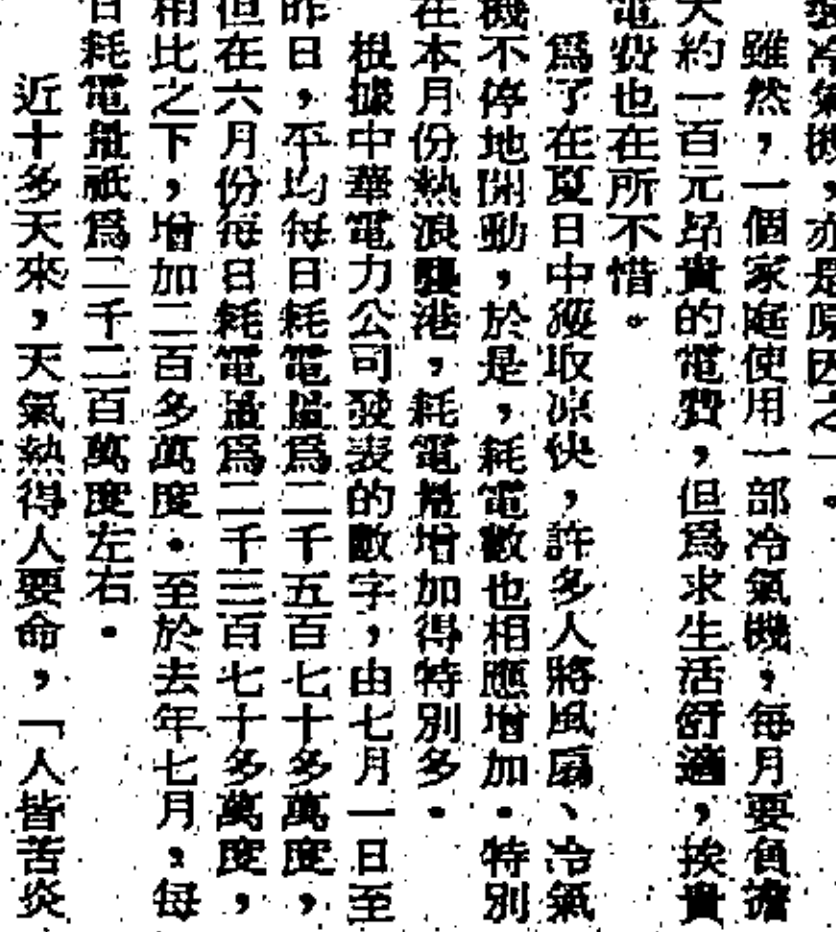 裝冷氣機，亦是原因之一。
雖然，一個家庭使用一部冷氣機，每月要負擔
大約一百元昂貴的電費，但爲求生活舒適，挨貴
電費也在所不惜。
爲了在夏日中獲取凉快，許多人將風扇、冷氣
機不停地開動，於是，耗電數也相應增加。特別
在本月份熱浪襲港，耗電量增加得特別多。
根據中華電力公司發表的數字，由七月一日至
昨日，平均每日耗電量爲二千五百七十多萬度，
但在六月份每日耗電量爲二千三百七十多萬度，
相比之下，增加二百多萬度。至於去年七月，每
日耗電量祇爲二千二百萬度左右。
近十多天來，天氣熱得人要命，「人皆苦炎